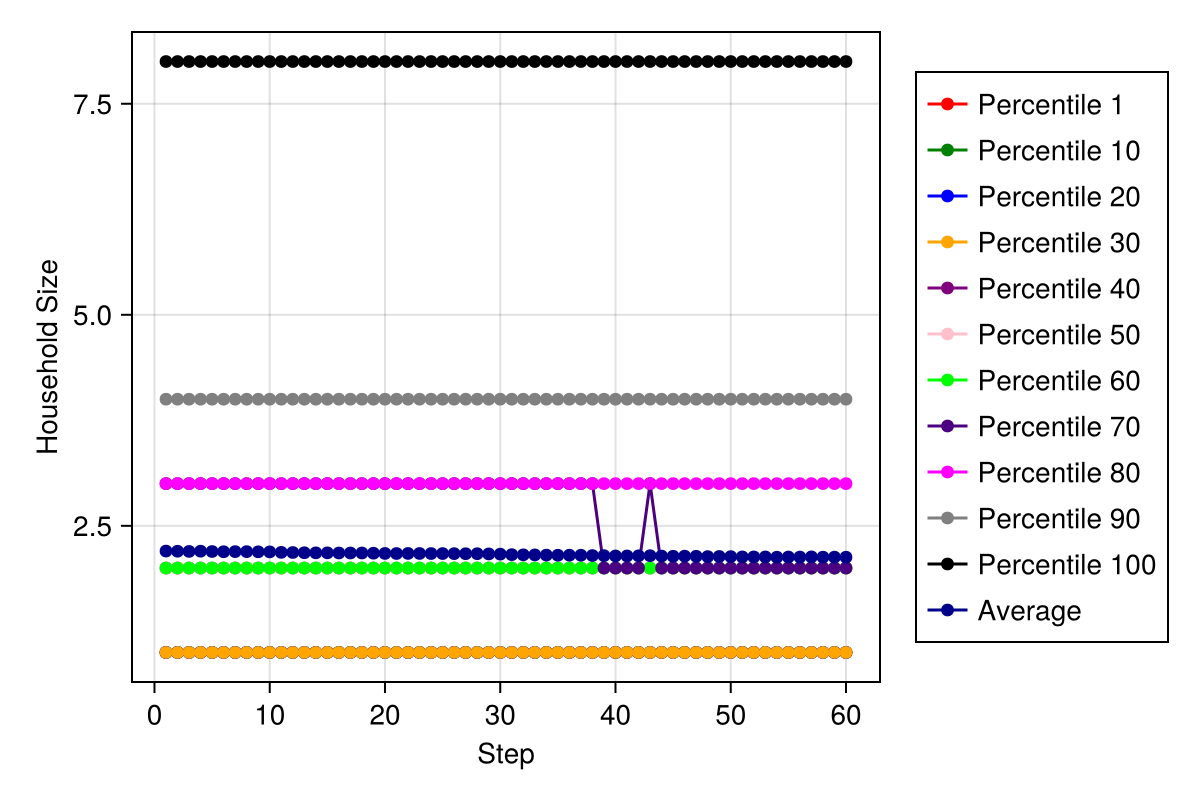 7.5
5.0
2.5
Household Size
0 10 20 30 40 50 60
Step
Percentile 1
Percentile 10
Percentile 20
Percentile 30
Percentile 40
Percentile 50
Percentile 60
Percentile 70
Percentile 80
Percentile 90
Percentile 100
Average